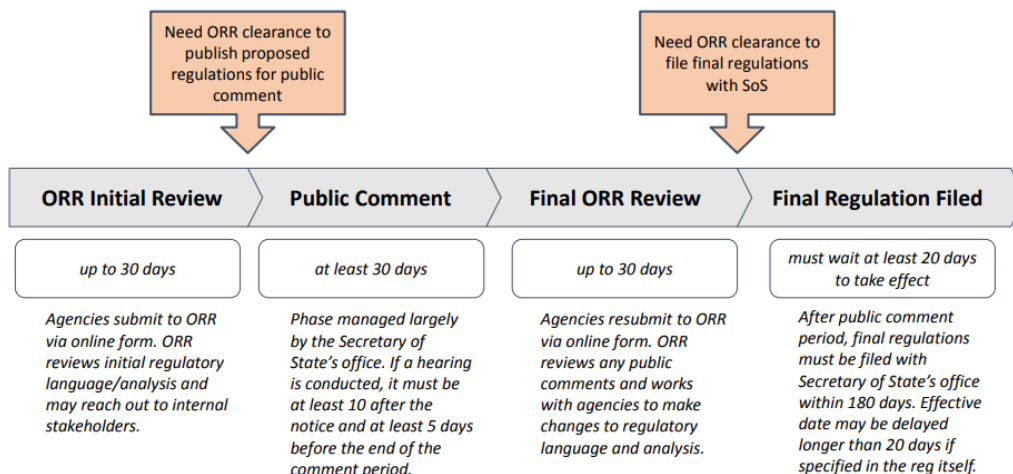 Need ORR clearance to
publish proposed
regulations for public
comment
Need ORR clearance to
file final regulations
with SoS
ORR Initial Review
Public Comment
Final ORR Review
Final Regulation Filed
up to 30 days
at least 30 days
up to 30 days
must wait at least 20 days
to take effect
Agencies submit to ORR
via online form. ORR
reviews initial regulatory
language/analysis and
may reach out to internal
stakeholders.
Phase managed largely
by the Secretary of
State’s office. If a hearing
is conducted, it must be
at least 10 after the
notice and at least 5 days
before the end of the
comment period.
Agencies resubmit to ORR
via online form. ORR
reviews any public
comments and works
with agencies to make
changes to regulatory
language and analysis.
After public comment
period, final regulations
must be filed with
Secretary of State’s office
within 180 days. Effective
date may be delayed
longer than 20 days if
specified in the reg itself.